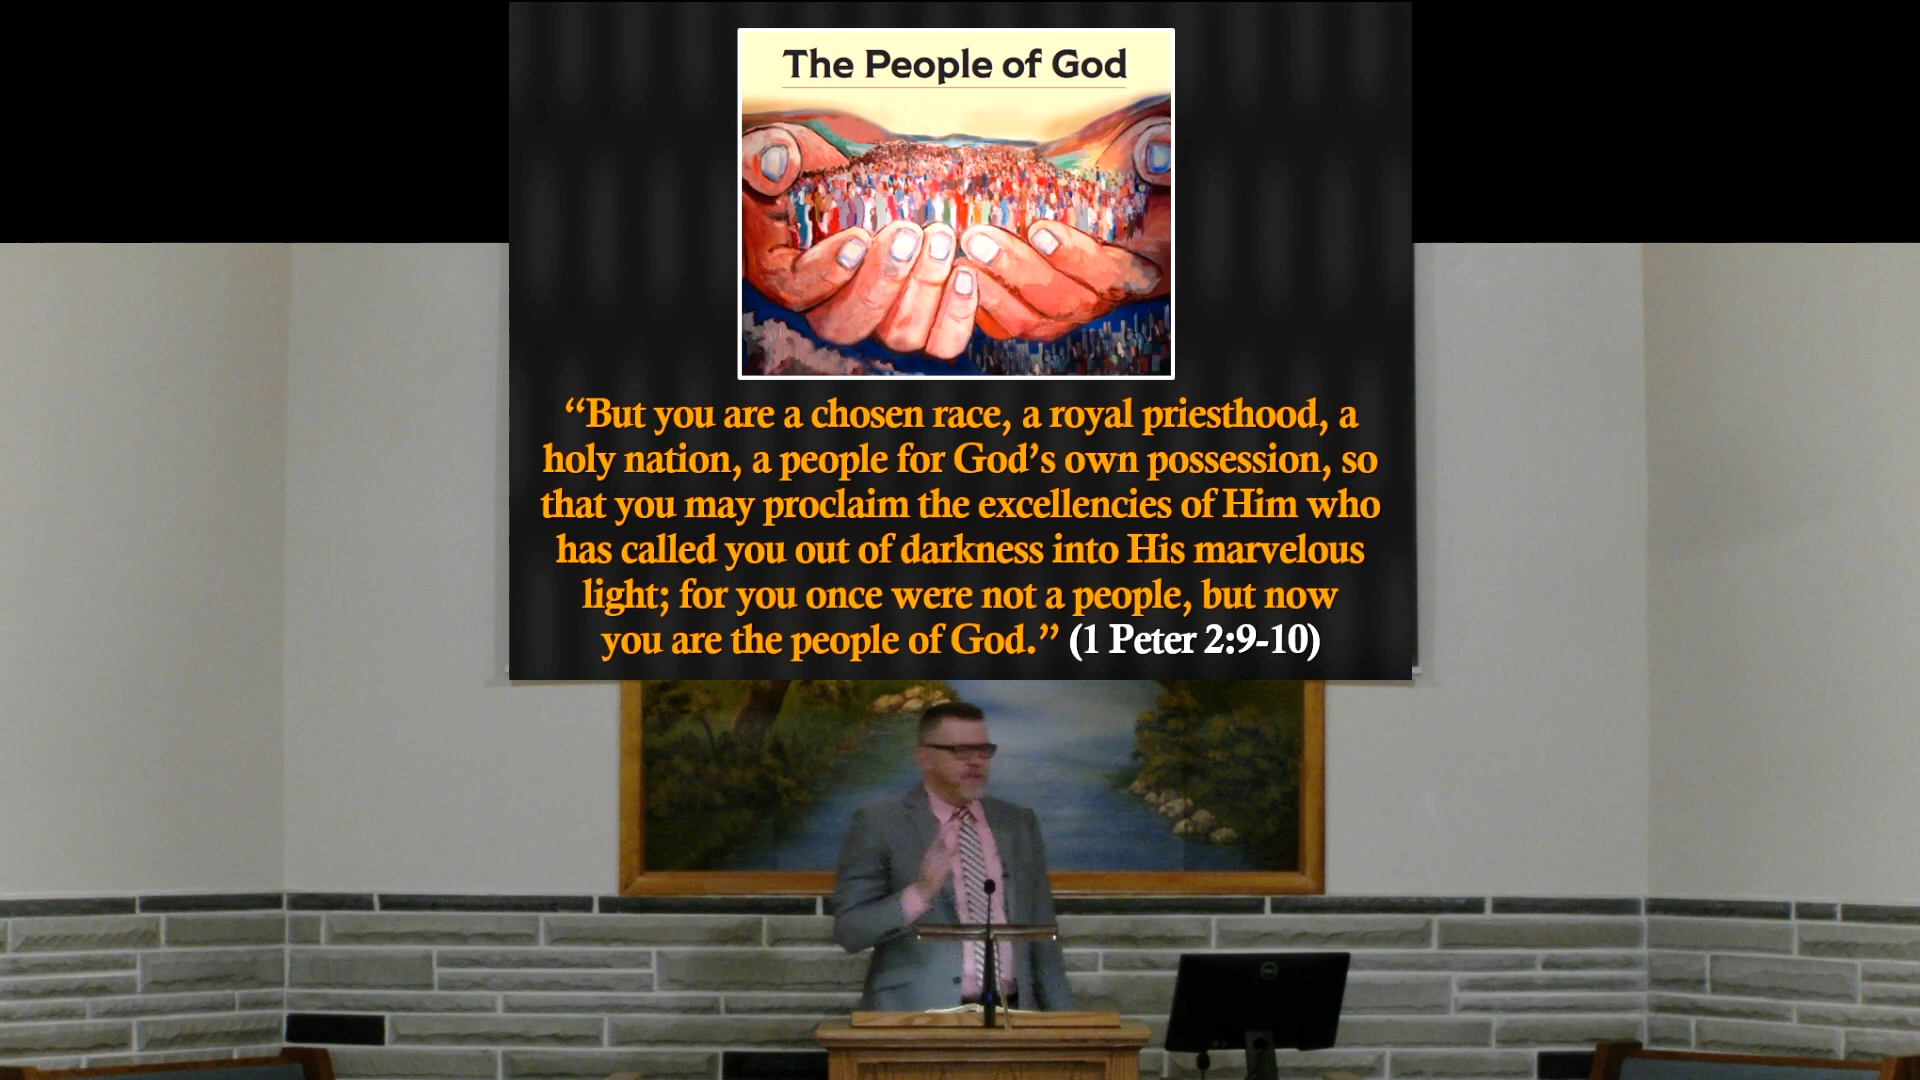 The People of God
“But you are a chosen race, a royal priesthood, a
holy nation, a people for God’s own possession, so
that you may proclaim the excellencies of Him who
has called you out of darkness into His marvelous
light; for you once were not a people, but now
you are the people of God.” (1 Peter 2:9-10)
DELL